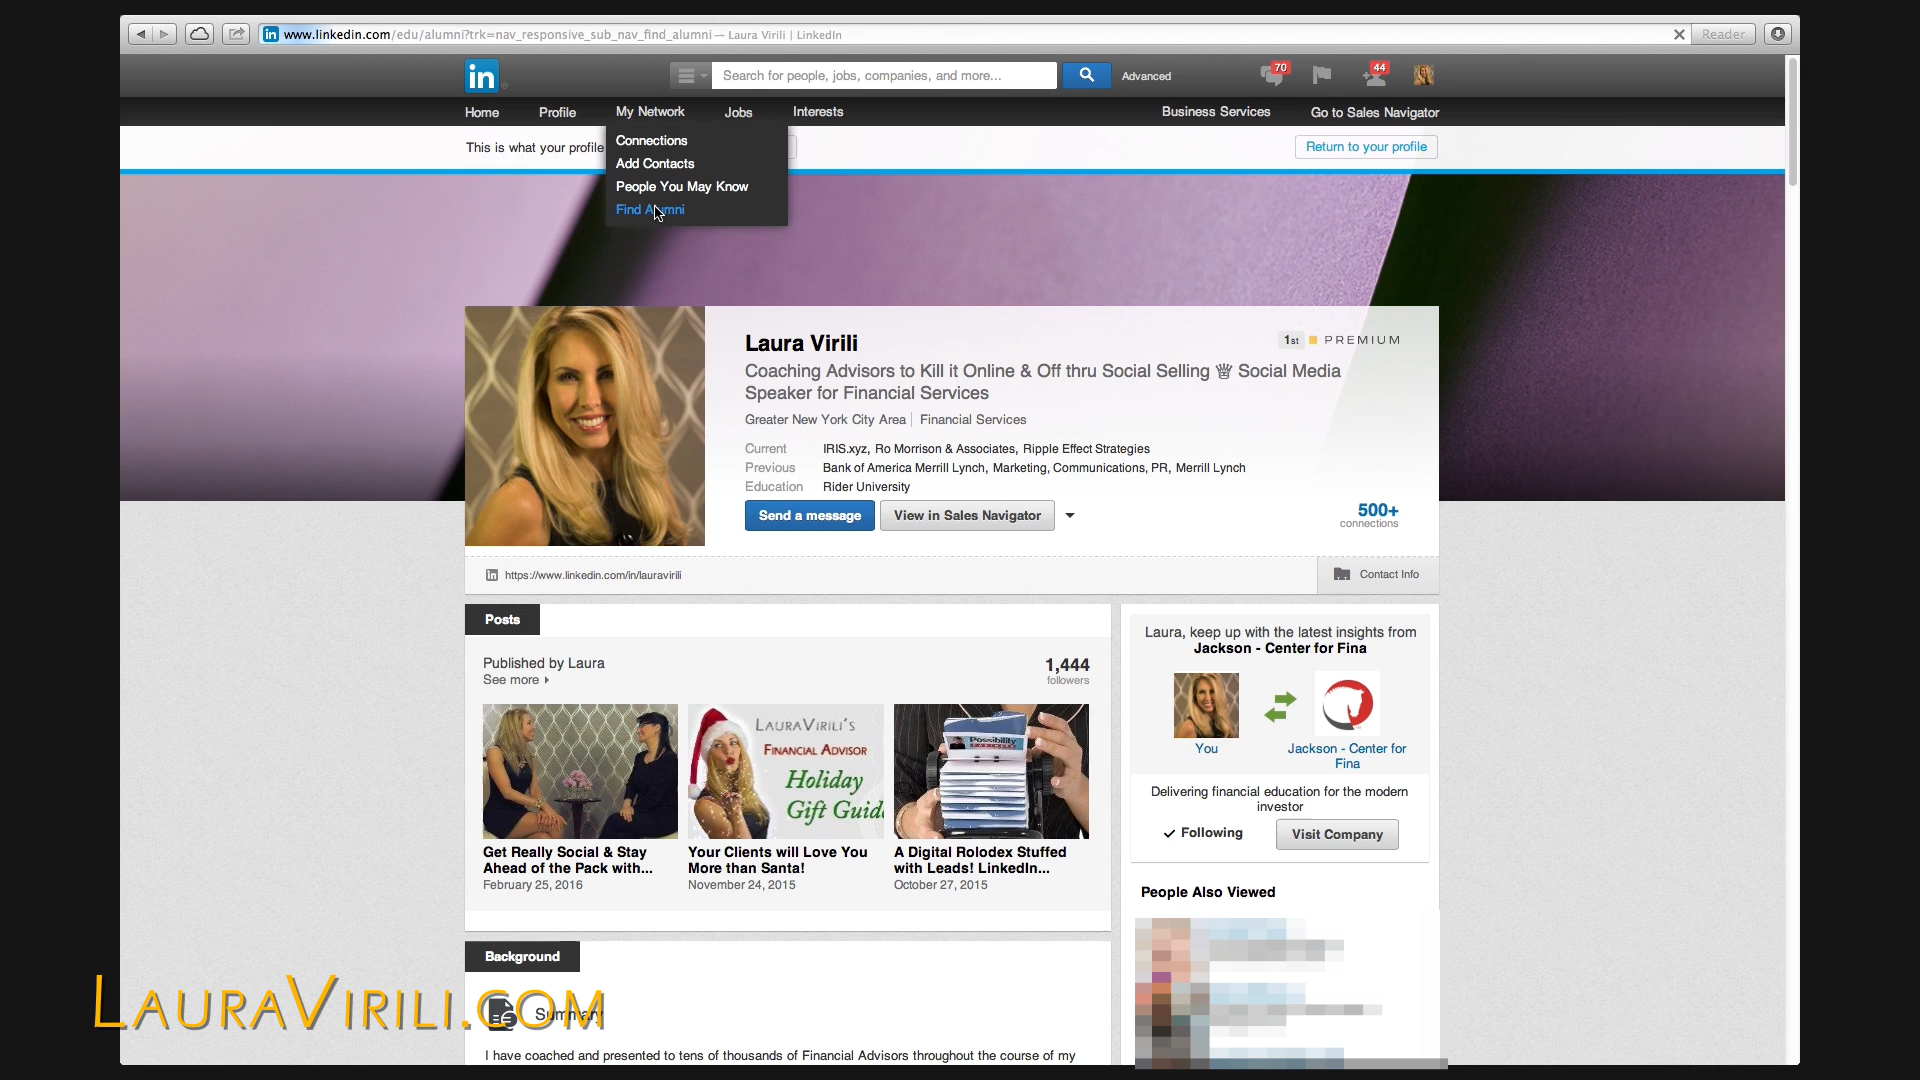 www.linkedin.com/edu/alumni?trk=nav_responsive_sub_nav_find_alumni — Laura Virili | LinkedIn
Reader
in
Search for people, jobs, companies, and more...
Advanced
70
44
Home
Profile
My Network
Jobs
Interests
Business Services
Go to Sales Navigator
This is what your profile
Connections
Add Contacts
People You May Know
Find Alumni
Return to your profile
Laura Virili
1st
PREMIUM
Coaching Advisors to Kill it Online & Off thru Social Selling ♕ Social Media
Speaker for Financial Services
Greater New York City Area | Financial Services
Current IRIS.xyz, Ro Morrison & Associates, Ripple Effect Strategies
Previous Bank of America Merrill Lynch, Marketing, Communications, PR, Merrill Lynch
Education Rider University
Send a message
View in Sales Navigator
500+
connections
https://www.linkedin.com/in/lauravirili
Contact Info
Posts
Published by Laura
See more
1,444
followers
LAURAVIRILI'S
FINANCIAL ADVISOR
Holiday
Gift Guid
Possibility
Get Really Social & Stay
Ahead of the Pack with...
February 25, 2016
Your Clients will Love You
More than Santa!
November 24, 2015
A Digital Rolodex Stuffed
with Leads! LinkedIn...
October 27, 2015
Laura, keep up with the latest insights from
Jackson - Center for Fina
You
Jackson - Center for
Fina
Delivering financial education for the modern
investor
Following
Visit Company
People Also Viewed
Background
Summary
I have coached and presented to tens of thousands of Financial Advisors throughout the course of my
LAURAVIRILI.COM